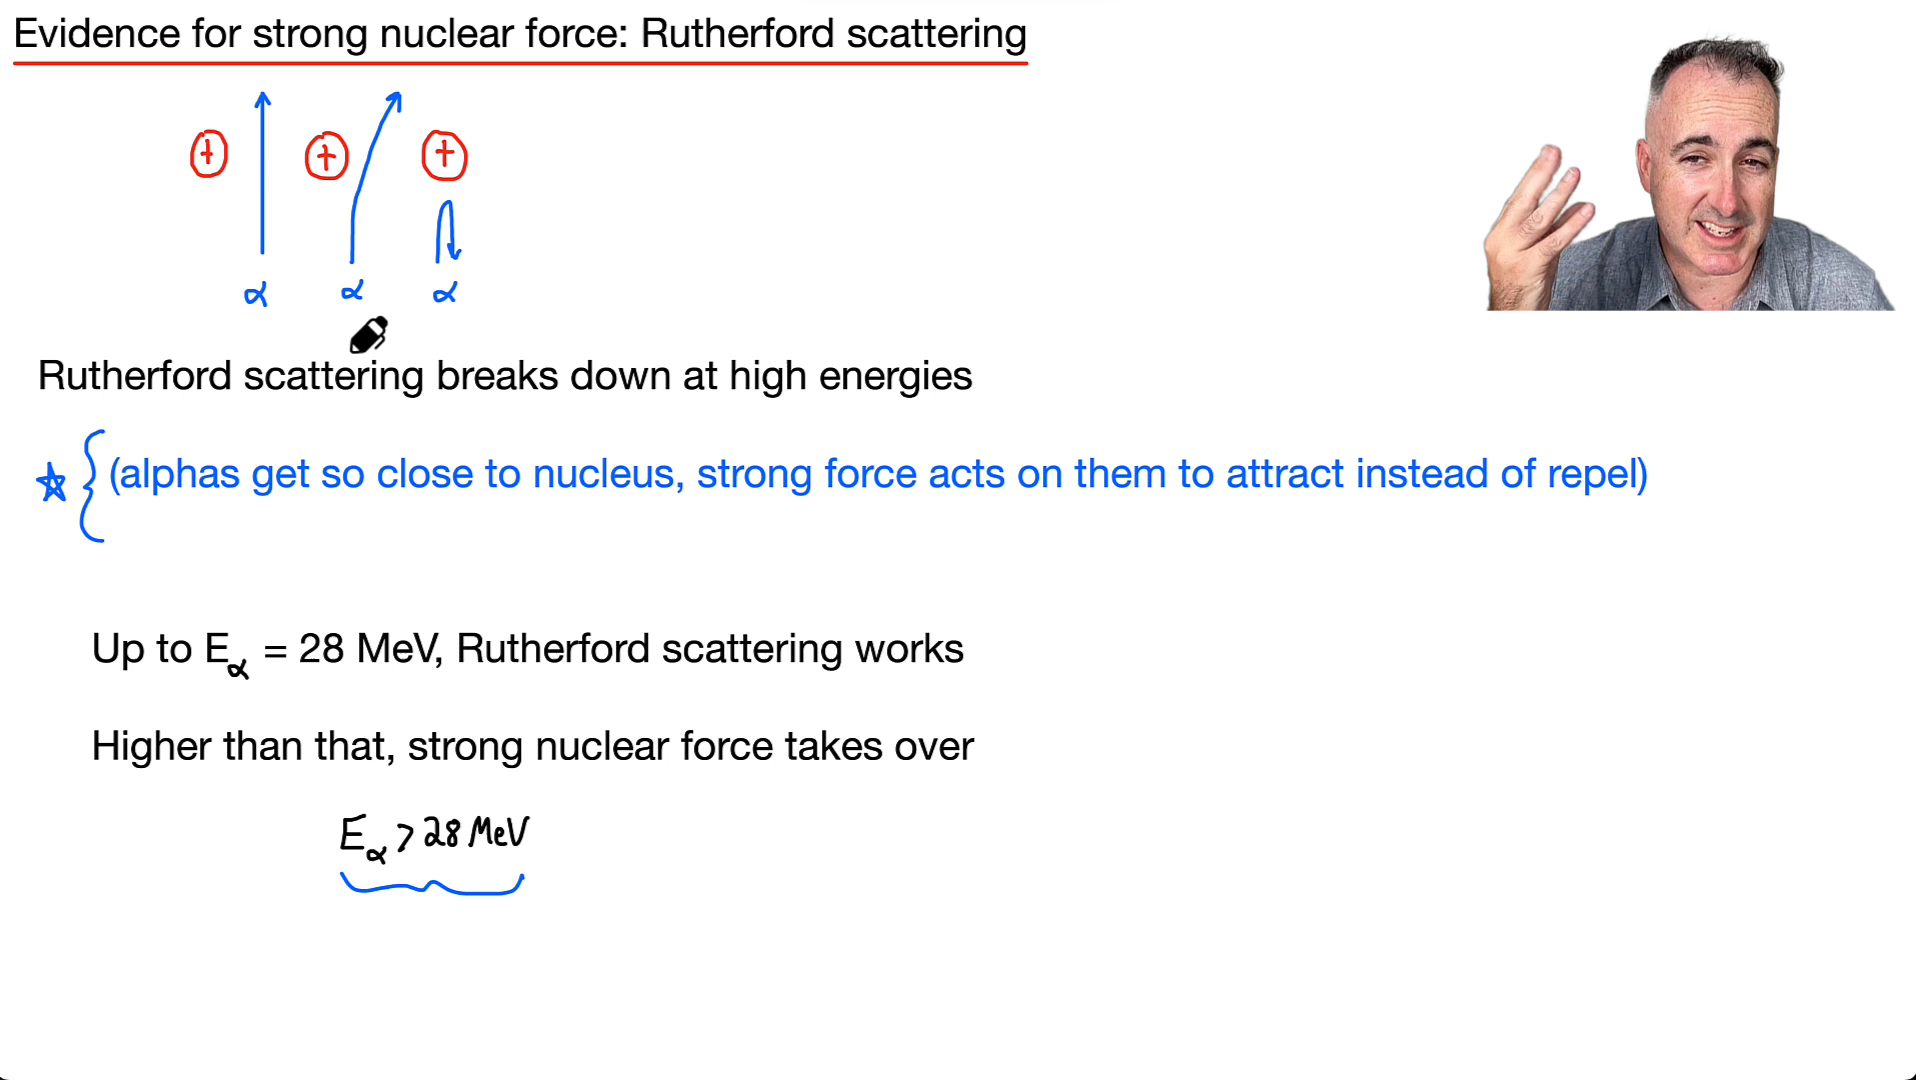 Evidence for strong nuclear force: Rutherford scattering
+ + +
α α α
Rutherford scattering breaks down at high energies
(alphas get so close to nucleus, strong force acts on them to attract instead of repel)
Up to Eα = 28 MeV, Rutherford scattering works
Higher than that, strong nuclear force takes over
Eα > 28 MeV